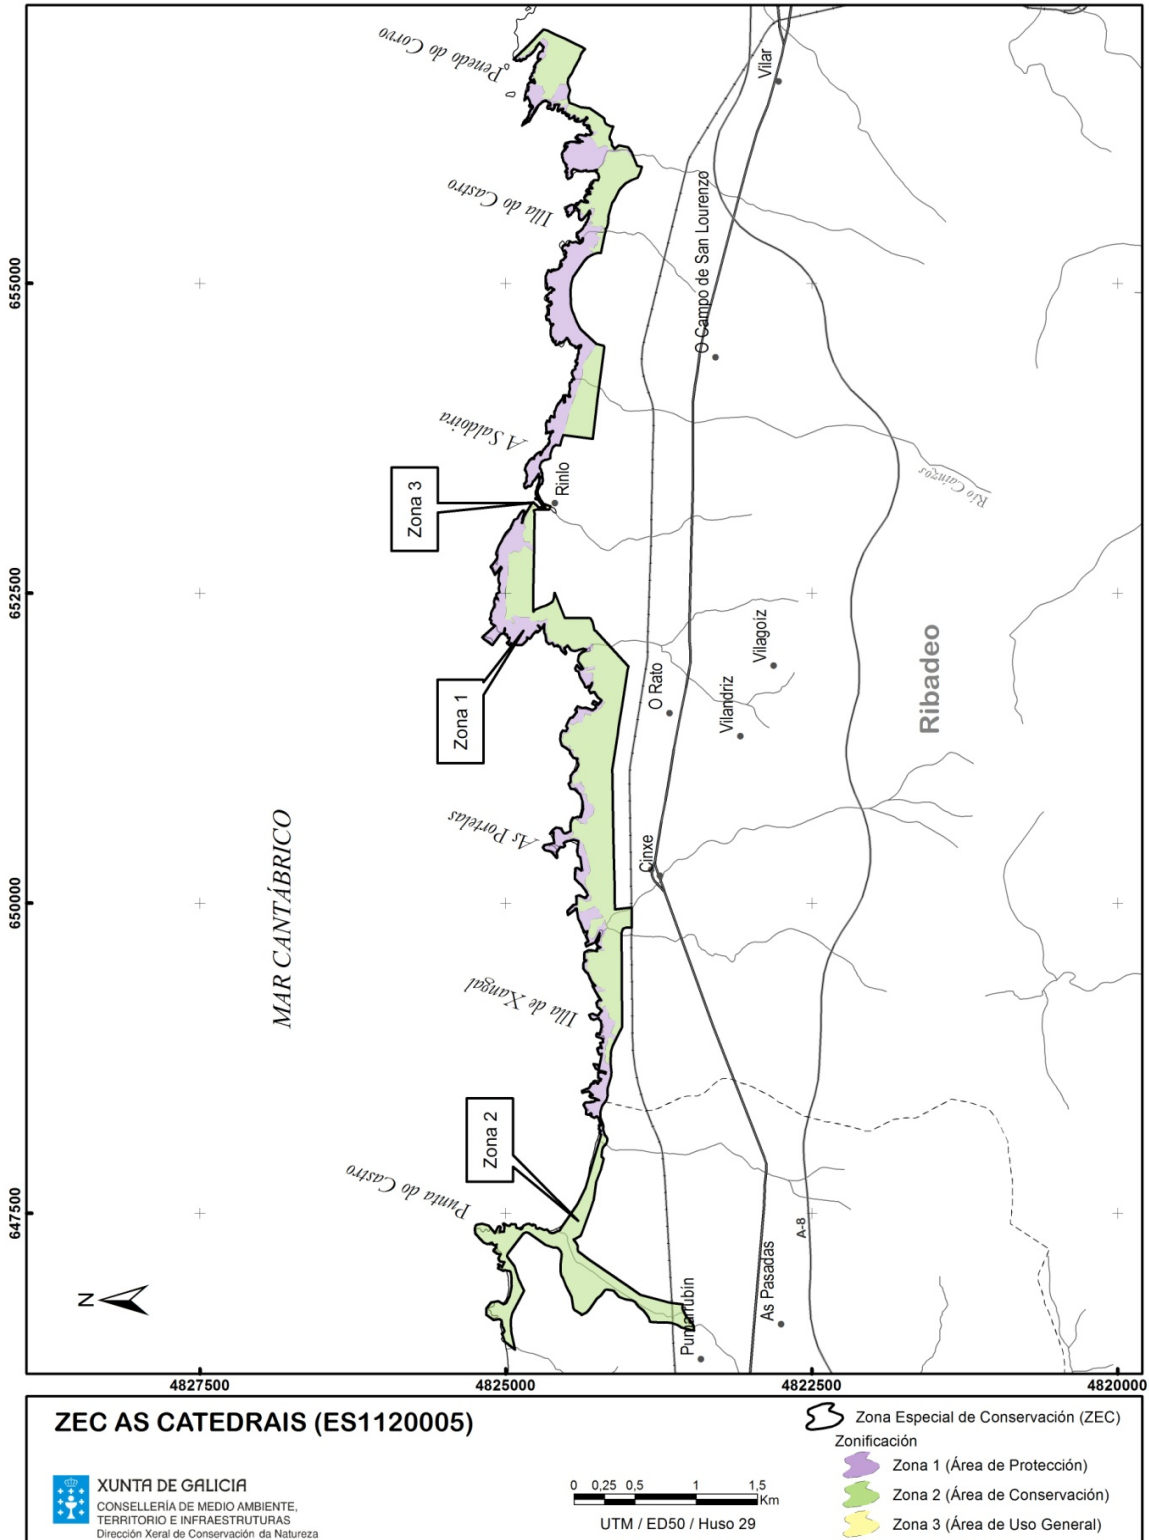 Penedo do Corvo
Vilar
Illa do Castro
O Campo de San Lourenzo
655000
A Saldoira
Zona 3
Rinlo
Río Cainzos
652500
Zona 1
O Rato
Vilagoiz
Vilandriz
Ribadeo
MAR CANTÁBRICO
As Portelas
Cinxe
650000
Illa de Xangal
Zona 2
Punta do Castro
647500
A-8
N
Pumarrubin
As Pasadas
4827500
4825000
4822500
4820000
ZEC AS CATEDRAIS (ES1120005)
Zona Especial de Conservación (ZEC)
Zonificación
Zona 1 (Área de Protección)
Zona 2 (Área de Conservación)
Zona 3 (Área de Uso General)
XUNTA DE GALICIA
CONSELLERÍA DE MEDIO AMBIENTE,
TERRITORIO E INFRAESTRUTURAS
Dirección Xeral de Conservación da Natureza
0 0,25 0,5 1 1,5
Km
UTM / ED50 / Huso 29